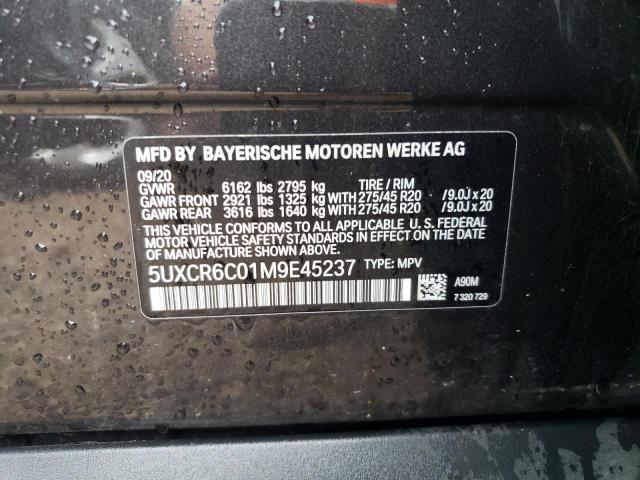 MFD BY BAYERISCHE MOTOREN WERKE AG
09/20
GVWR 6162 lbs 2795 kg TIRE / RIM
GAWR FRONT 2921 lbs 1325 kg WITH 275/45 R20 / 9.0J x 20
GAWR REAR 3616 lbs 1640 kg WITH 275/45 R20 / 9.0J x 20
THIS VEHICLE CONFORMS TO ALL APPLICABLE U. S. FEDERAL
MOTOR VEHICLE SAFETY STANDARDS IN EFFECT ON THE DATE
OF MANUFACTURE SHOWN ABOVE.
5UXCR6C01M9E45237 TYPE: MPV
A90M
7 320 729